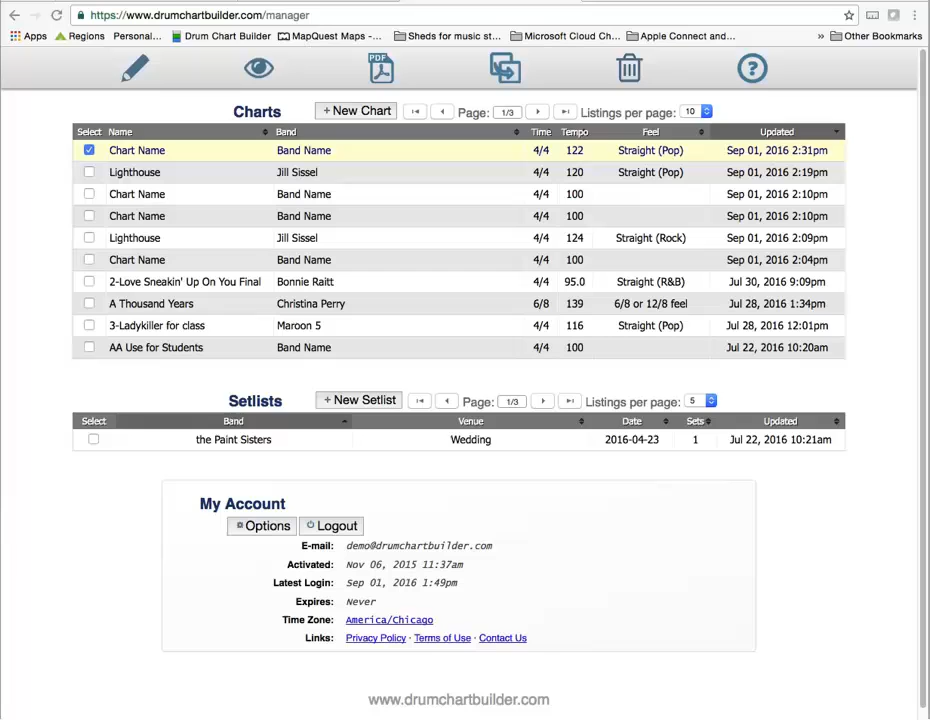 https://www.drumchartbuilder.com/manager
Apps Regions Personal... Drum Chart Builder MapQuest Maps -... Sheds for music st... Microsoft Cloud Ch... Apple Connect and... » Other Bookmarks
PDF ?
Charts + New Chart Page: 1/3 Listings per page: 10
Select Name Band Time Tempo Feel Updated
Chart Name Band Name 4/4 122 Straight (Pop) Sep 01, 2016 2:31pm
Lighthouse Jill Sissel 4/4 120 Straight (Pop) Sep 01, 2016 2:19pm
Chart Name Band Name 4/4 100 Sep 01, 2016 2:10pm
Chart Name Band Name 4/4 100 Sep 01, 2016 2:10pm
Lighthouse Jill Sissel 4/4 124 Straight (Rock) Sep 01, 2016 2:09pm
Chart Name Band Name 4/4 100 Sep 01, 2016 2:04pm
2-Love Sneakin' Up On You Final Bonnie Raitt 4/4 95.0 Straight (R&B) Jul 30, 2016 9:09pm
A Thousand Years Christina Perry 6/8 139 6/8 or 12/8 feel Jul 28, 2016 1:34pm
3-Ladykiller for class Maroon 5 4/4 116 Straight (Pop) Jul 28, 2016 12:01pm
AA Use for Students Band Name 4/4 100 Jul 22, 2016 10:20am
Setlists + New Setlist Page: 1/3 Listings per page: 5
Select Band Venue Date Sets Updated
the Paint Sisters Wedding 2016-04-23 1 Jul 22, 2016 10:21am
My Account
Options Logout
E-mail: demo@drumchartbuilder.com
Activated: Nov 06, 2015 11:37am
Latest Login: Sep 01, 2016 1:49pm
Expires: Never
Time Zone: America/Chicago
Links: Privacy Policy · Terms of Use · Contact Us
www.drumchartbuilder.com